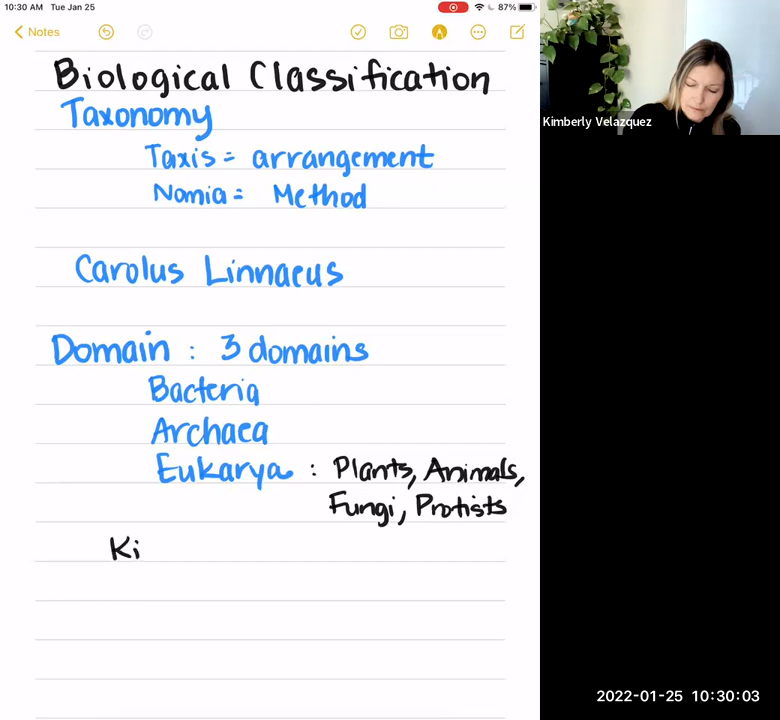 10:30 AM Tue Jan 25
87%
Notes
Biological Classification
Taxonomy
Taxis = arrangement
Nomia = Method
Carolus Linnaeus
Domain : 3 domains
Bacteria
Archaea
Eukarya : Plants, Animals,
Fungi, Protists
Ki
Kimberly Velazquez
2022-01-25 10:30:03